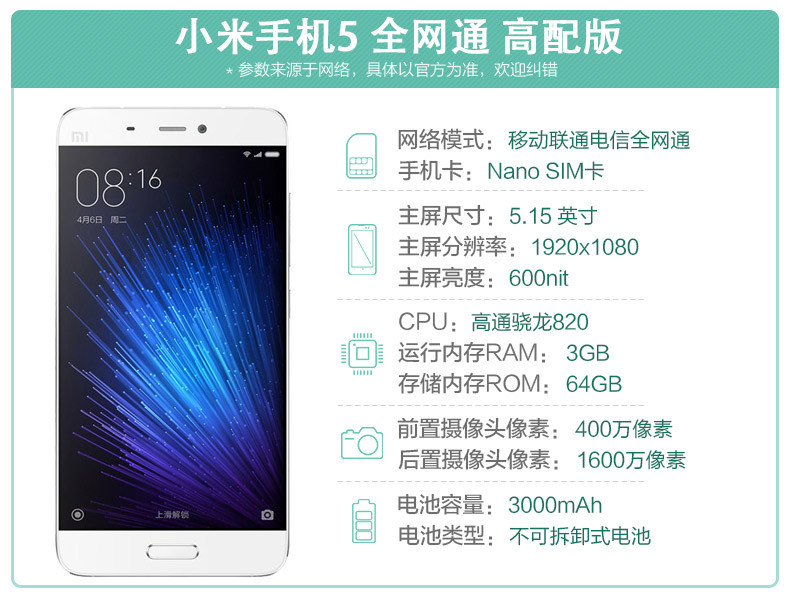 小米手机5 全网通 高配版
* 参数来源于网络，具体以官方为准，欢迎纠错
mi
08:16
4月6日 周二
上滑解锁
网络模式：移动联通电信全网通
手机卡：Nano SIM卡
主屏尺寸：5.15 英寸
主屏分辨率：1920x1080
主屏亮度：600nit
CPU：高通骁龙820
运行内存RAM：3GB
存储内存ROM：64GB
前置摄像头像素：400万像素
后置摄像头像素：1600万像素
电池容量：3000mAh
电池类型：不可拆卸式电池